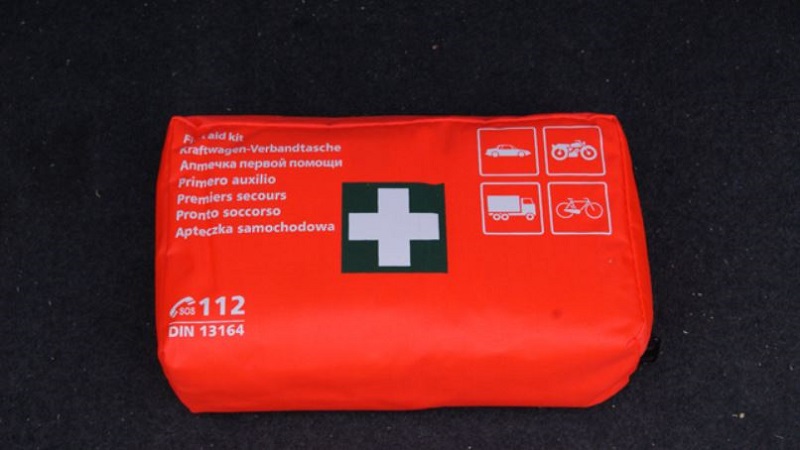 First aid kit
Kraftwagen-Verbandtasche
Аптечка первой помощи
Primero auxilio
Premiers secours
Pronto soccorso
Apteczka samochodowa
SOS 112
DIN 13164